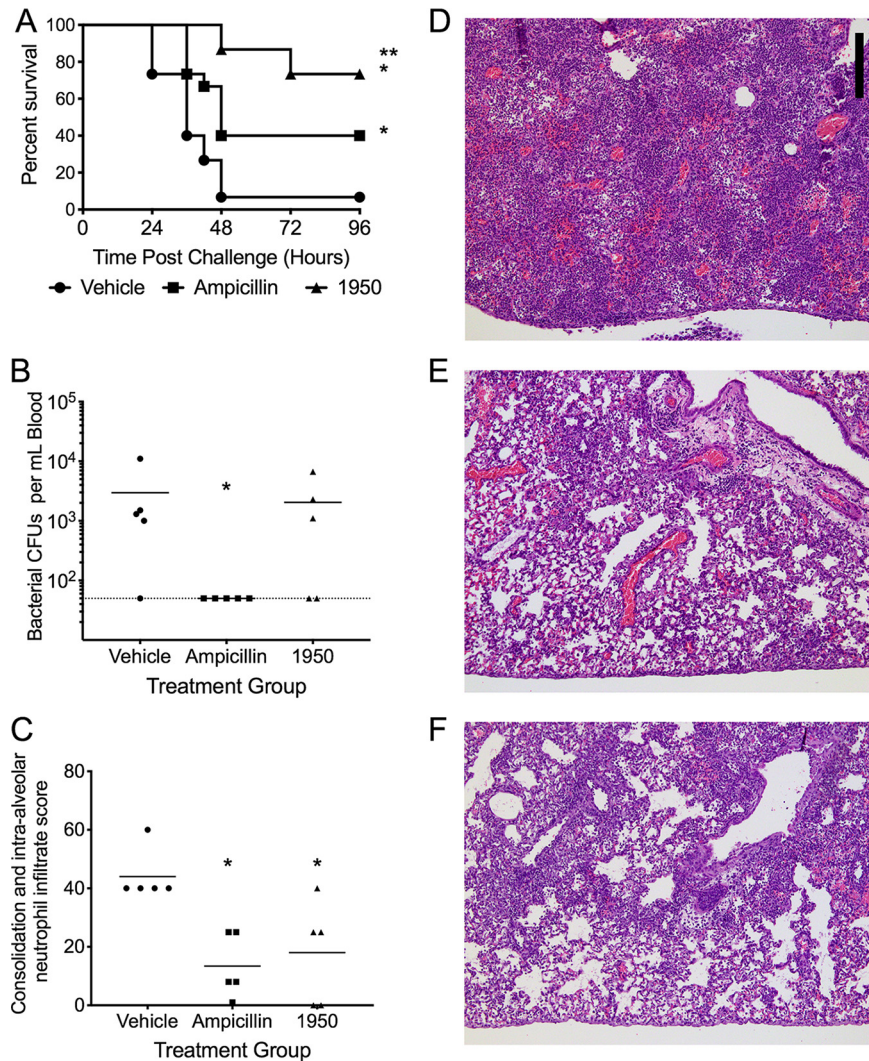 A
Percent survival
100
80
60
40
20
0
0 24 48 72 96
**
*
*
Time Post Challenge (Hours)
Vehicle Ampicillin 1950
B
Bacterial CFUs per mL Blood
10^5
10^4
10^3
10^2
*
Vehicle Ampicillin 1950
Treatment Group
C
Consolidation and intra-alveolar
neutrophil infiltrate score
80
60
40
20
0
* *
Vehicle Ampicillin 1950
Treatment Group
D
E
F